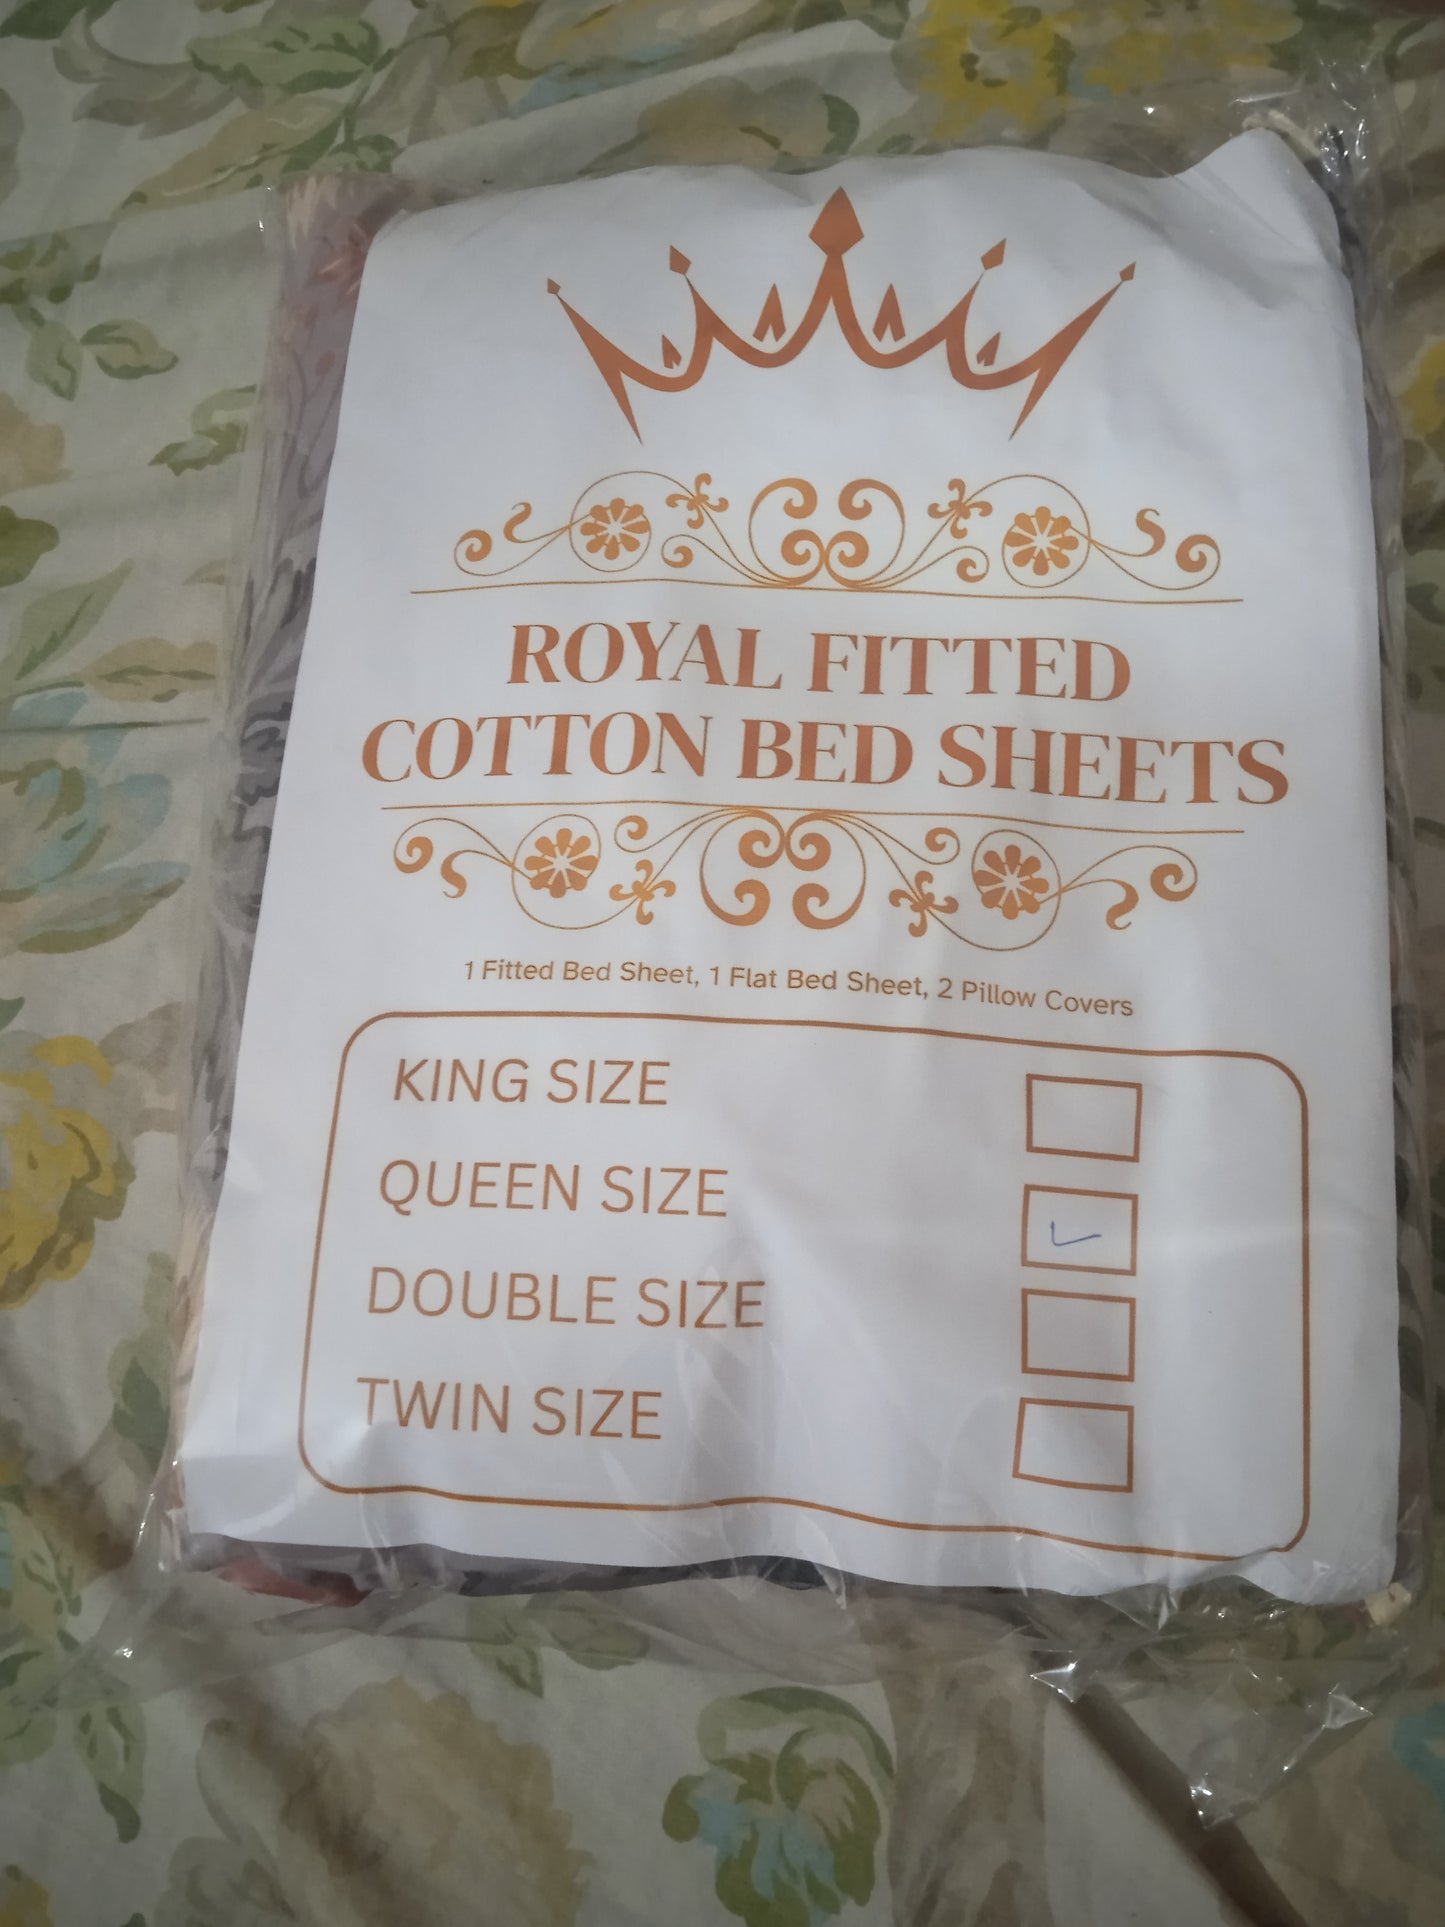 ROYAL FITTED
COTTON BED SHEETS
1 Fitted Bed Sheet, 1 Flat Bed Sheet, 2 Pillow Covers
KING SIZE
QUEEN SIZE
DOUBLE SIZE
TWIN SIZE